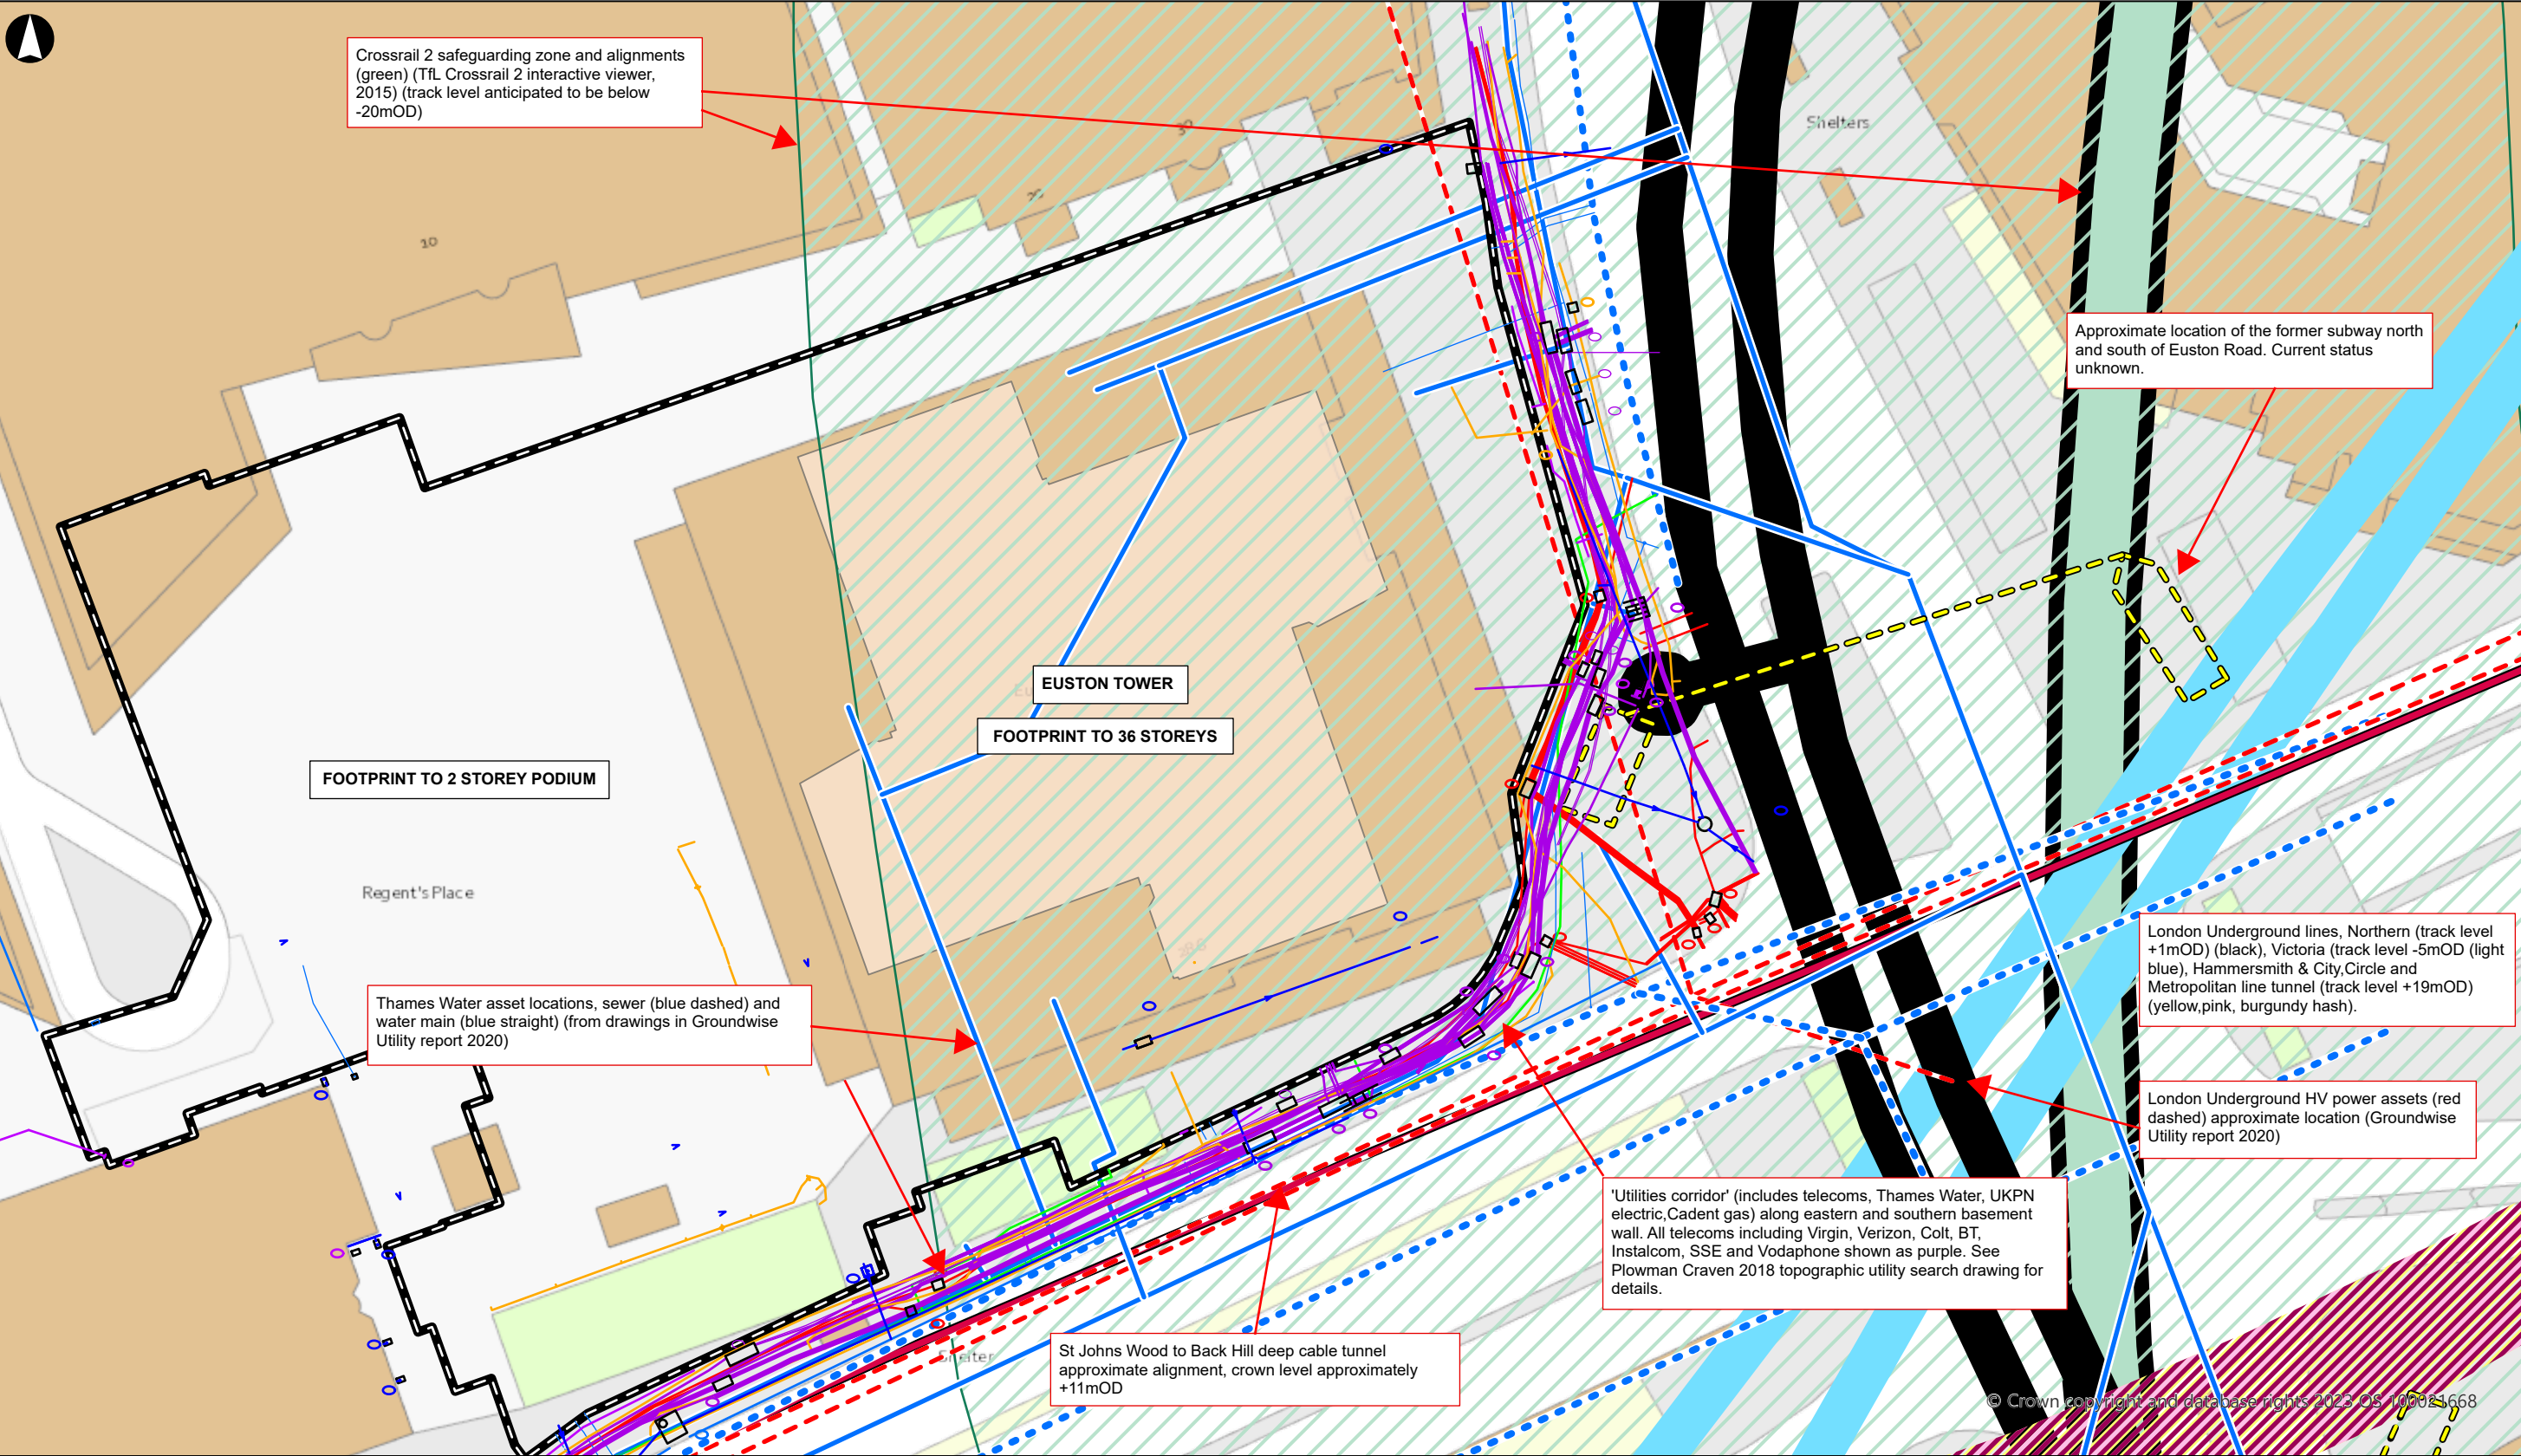 Crossrail 2 safeguarding zone and alignments
(green) (TfL Crossrail 2 interactive viewer,
2015) (track level anticipated to be below
-20mOD)
Shelters
30
10
Approximate location of the former subway north
and south of Euston Road. Current status
unknown.
EUSTON TOWER
FOOTPRINT TO 36 STOREYS
FOOTPRINT TO 2 STOREY PODIUM
Regent's Place
286
London Underground lines, Northern (track level
+1mOD) (black), Victoria (track level -5mOD (light
blue), Hammersmith & City,Circle and
Metropolitan line tunnel (track level +19mOD)
(yellow,pink, burgundy hash).
Thames Water asset locations, sewer (blue dashed) and
water main (blue straight) (from drawings in Groundwise
Utility report 2020)
London Underground HV power assets (red
dashed) approximate location (Groundwise
Utility report 2020)
'Utilities corridor' (includes telecoms, Thames Water, UKPN
electric,Cadent gas) along eastern and southern basement
wall. All telecoms including Virgin, Verizon, Colt, BT,
Instalcom, SSE and Vodaphone shown as purple. See
Plowman Craven 2018 topographic utility search drawing for
details.
Shelter
St Johns Wood to Back Hill deep cable tunnel
approximate alignment, crown level approximately
+11mOD
© Crown copyright and database rights 2023 OS 100021668